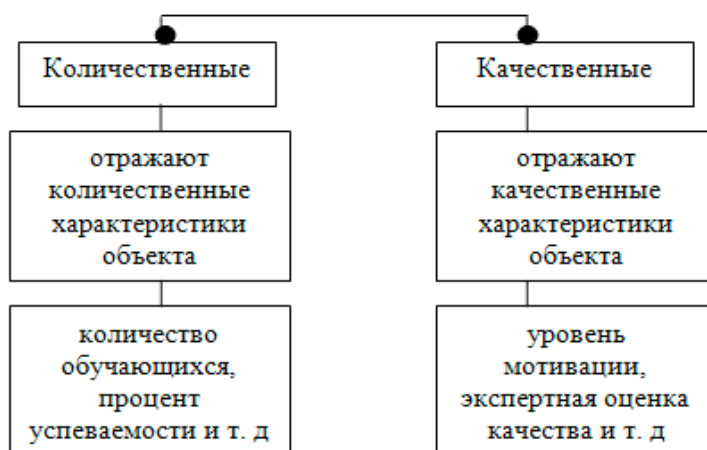 Количественные
отражают
количественные
характеристики
объекта
количество
обучающихся,
процент
успеваемости и т. д
Качественные
отражают
качественные
характеристики
объекта
уровень
мотивации,
экспертная оценка
качества и т. д